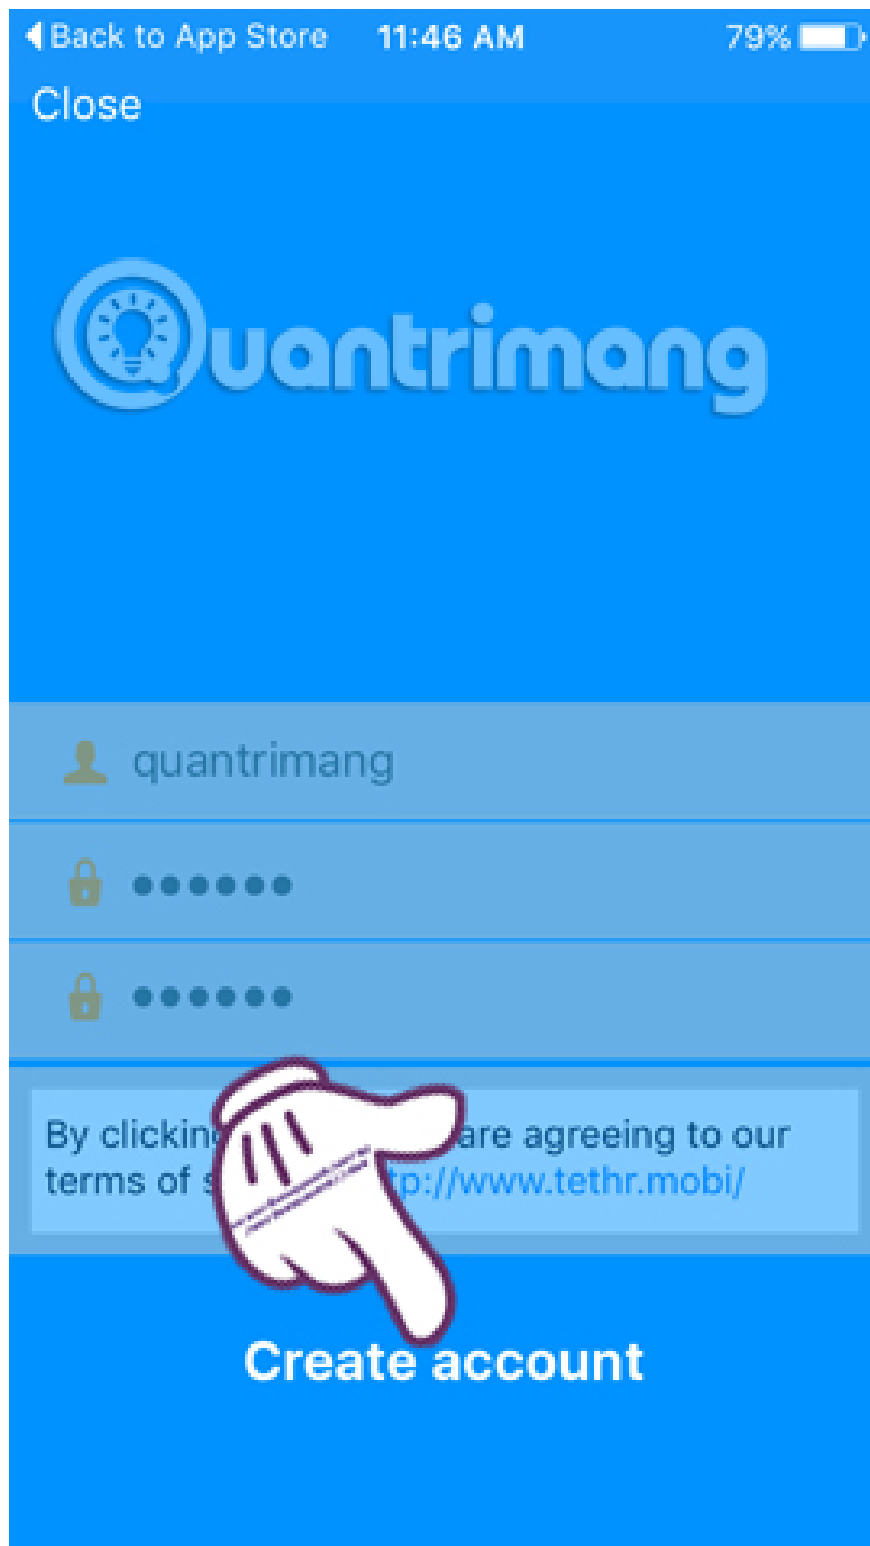 Back to App Store 11:46 AM 79%
Close
Quantrimang
quantrimang
••••••
••••••
By clicking are agreeing to our
terms of tp://www.tethr.mobi/
Create account